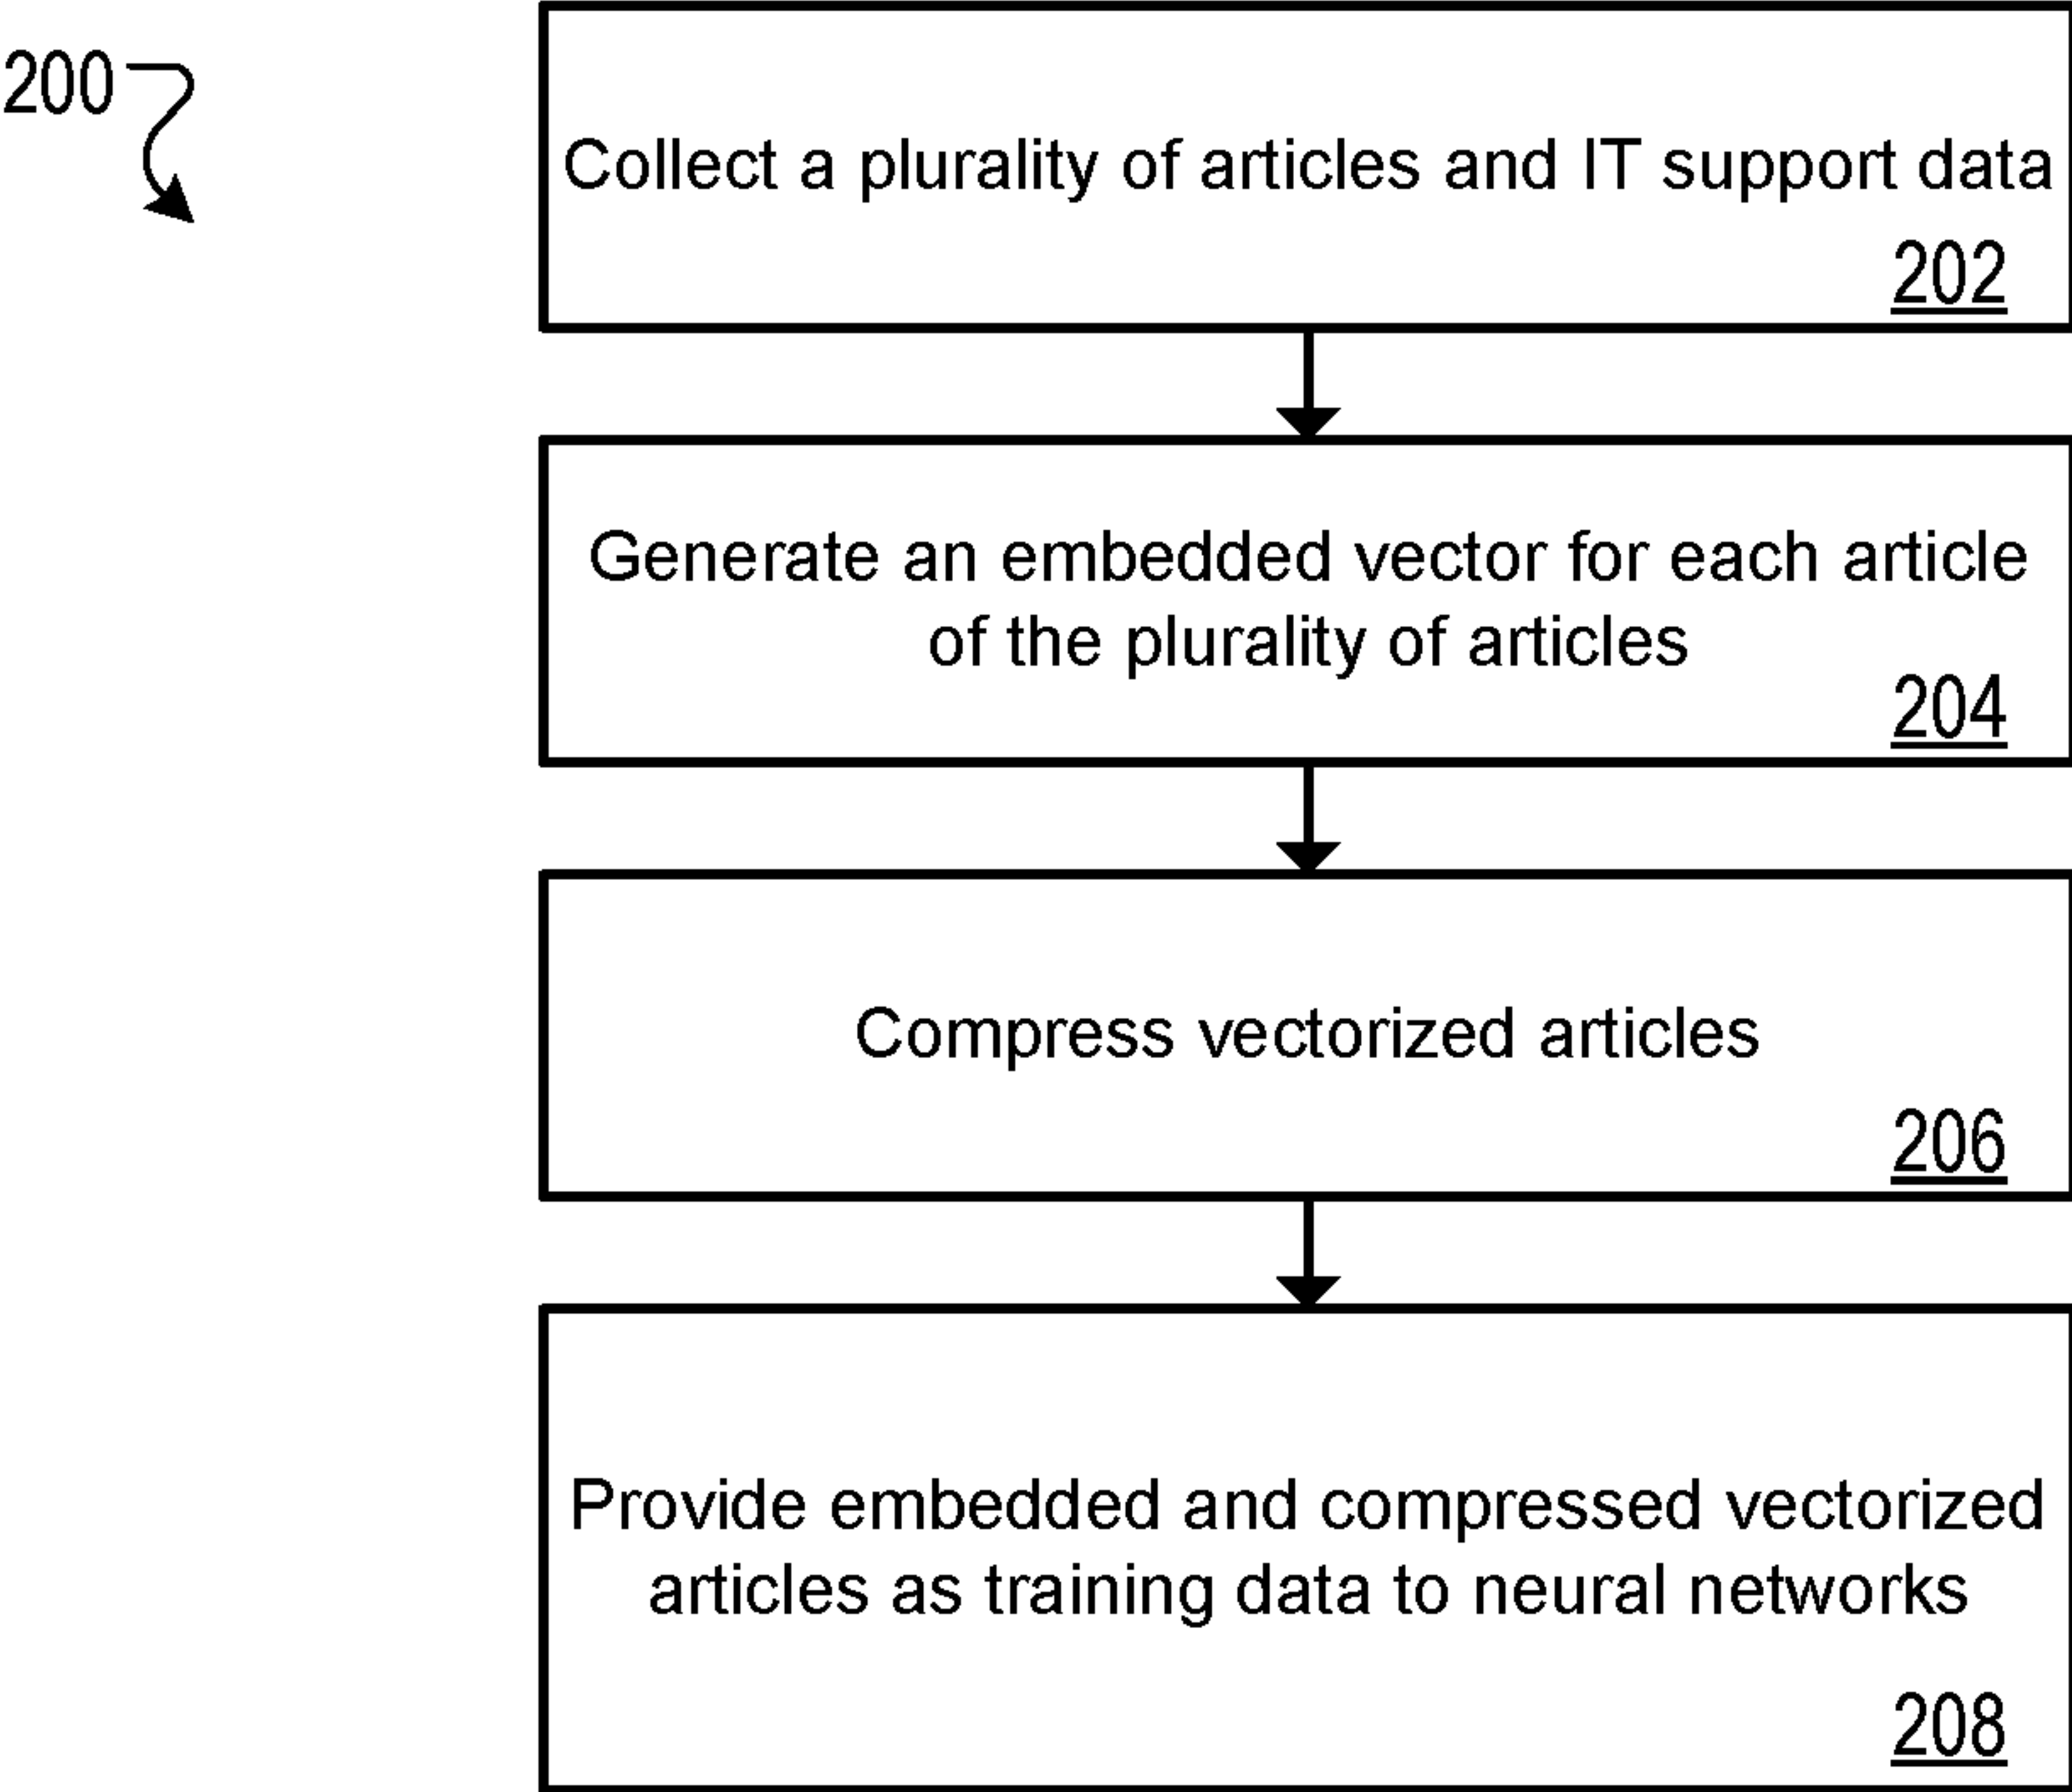 200
Collect a plurality of articles and IT support data
202
Generate an embedded vector for each article
of the plurality of articles
204
Compress vectorized articles
206
Provide embedded and compressed vectorized
articles as training data to neural networks
208